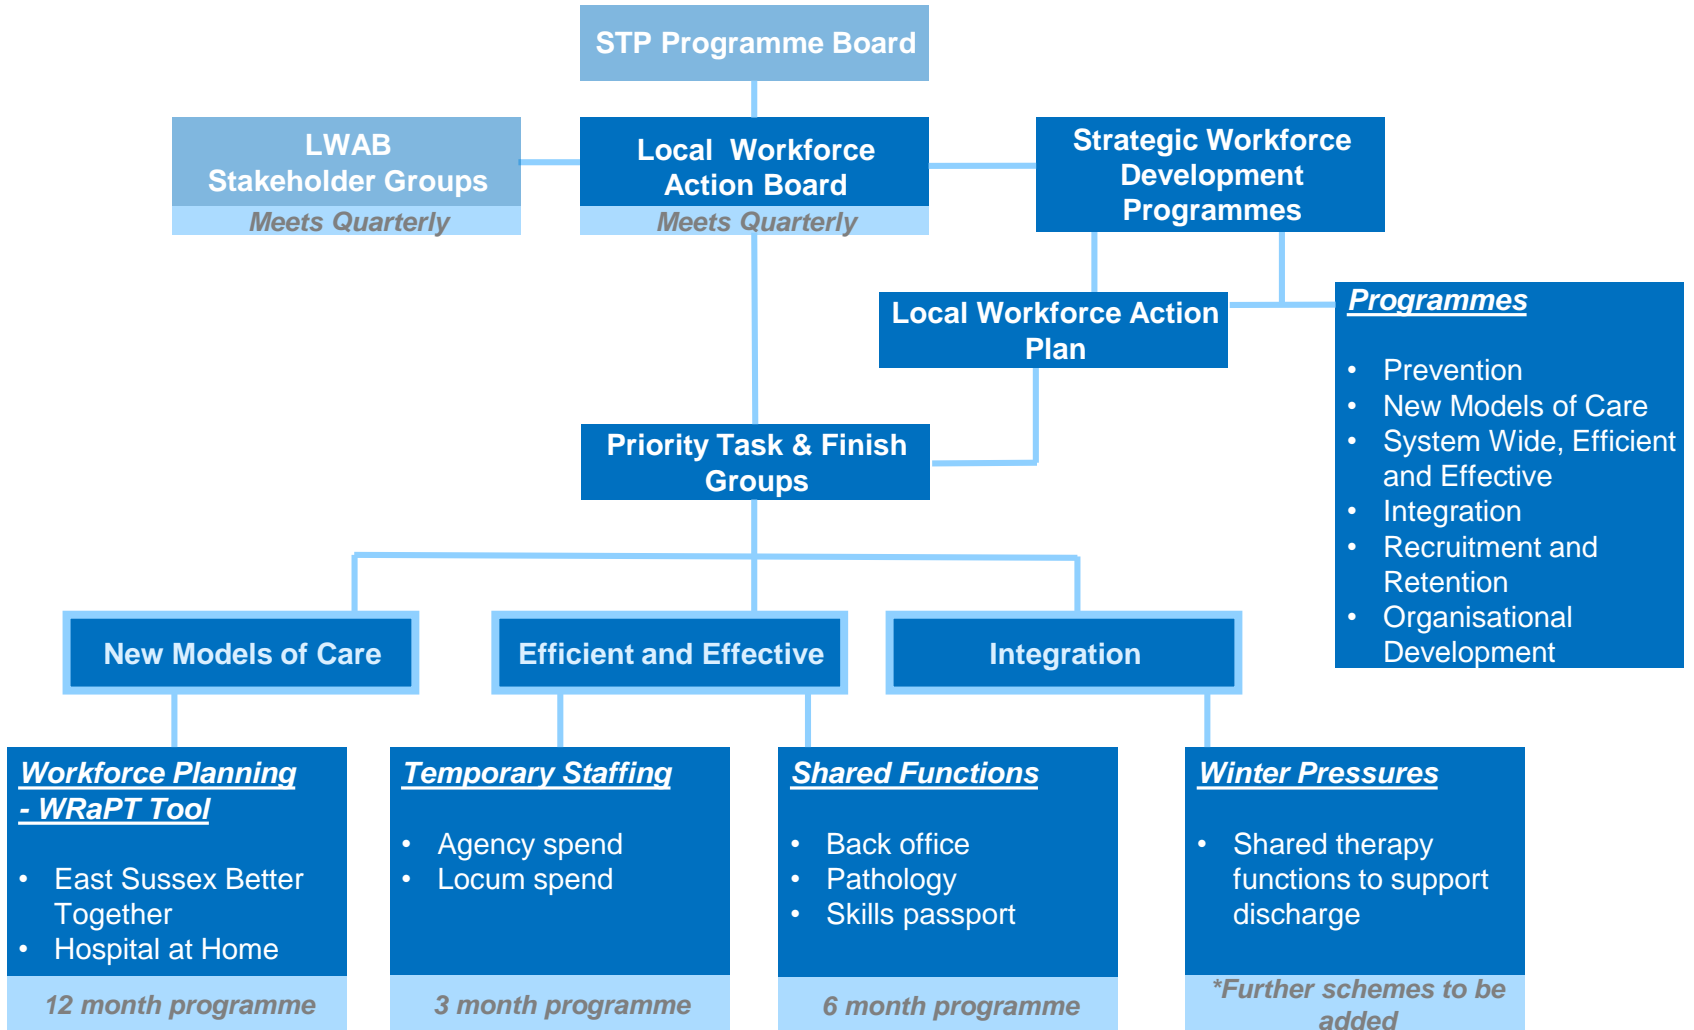 STP Programme Board
LWAB
Stakeholder Groups
Meets Quarterly
Local Workforce
Action Board
Meets Quarterly
Strategic Workforce
Development
Programmes
Local Workforce Action
Plan
Programmes
• Prevention
• New Models of Care
• System Wide, Efficient
and Effective
• Integration
• Recruitment and
Retention
• Organisational
Development
Priority Task & Finish
Groups
New Models of Care
Efficient and Effective
Integration
Workforce Planning
- WRaPT Tool
• East Sussex Better
Together
• Hospital at Home
12 month programme
Temporary Staffing
• Agency spend
• Locum spend
3 month programme
Shared Functions
• Back office
• Pathology
• Skills passport
6 month programme
Winter Pressures
• Shared therapy
functions to support
discharge
*Further schemes to be
added